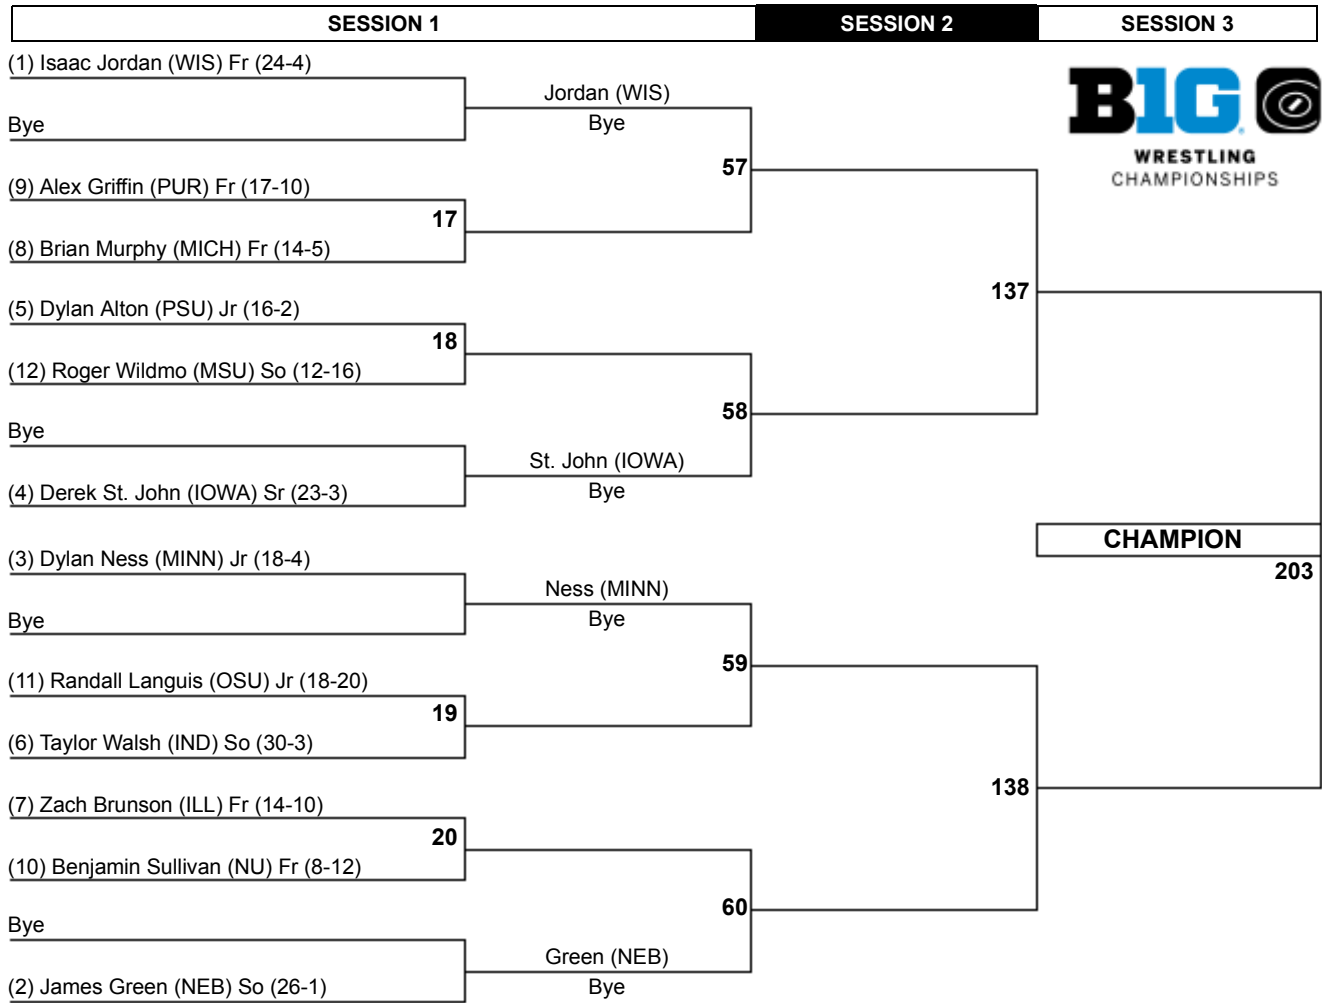 SESSION 1 SESSION 2 SESSION 3
(1) Isaac Jordan (WIS) Fr (24-4)
Jordan (WIS)
Bye
Bye
B1G
WRESTLING
CHAMPIONSHIPS
57
(9) Alex Griffin (PUR) Fr (17-10)
17
(8) Brian Murphy (MICH) Fr (14-5)
137
(5) Dylan Alton (PSU) Jr (16-2)
18
(12) Roger Wildmo (MSU) So (12-16)
58
Bye
St. John (IOWA)
(4) Derek St. John (IOWA) Sr (23-3)
Bye
CHAMPION
203
(3) Dylan Ness (MINN) Jr (18-4)
Ness (MINN)
Bye
Bye
59
(11) Randall Languis (OSU) Jr (18-20)
19
(6) Taylor Walsh (IND) So (30-3)
138
(7) Zach Brunson (ILL) Fr (14-10)
20
(10) Benjamin Sullivan (NU) Fr (8-12)
60
Bye
Green (NEB)
(2) James Green (NEB) So (26-1)
Bye